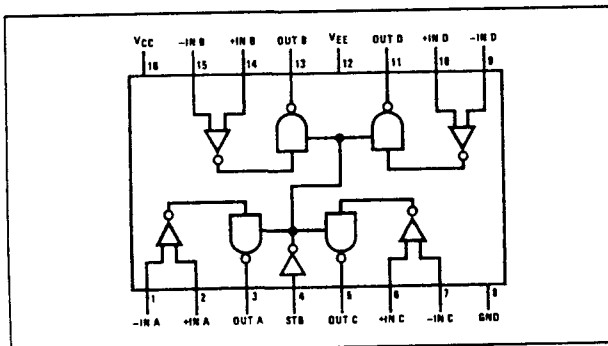 VCC -IN B +IN B OUT B VEE OUT D +IN D -IN D
16 15 14 13 12 11 10 9
1 2 3 4 5 6 7 8
-IN A +IN A OUT A STB OUT C +IN C -IN C GND